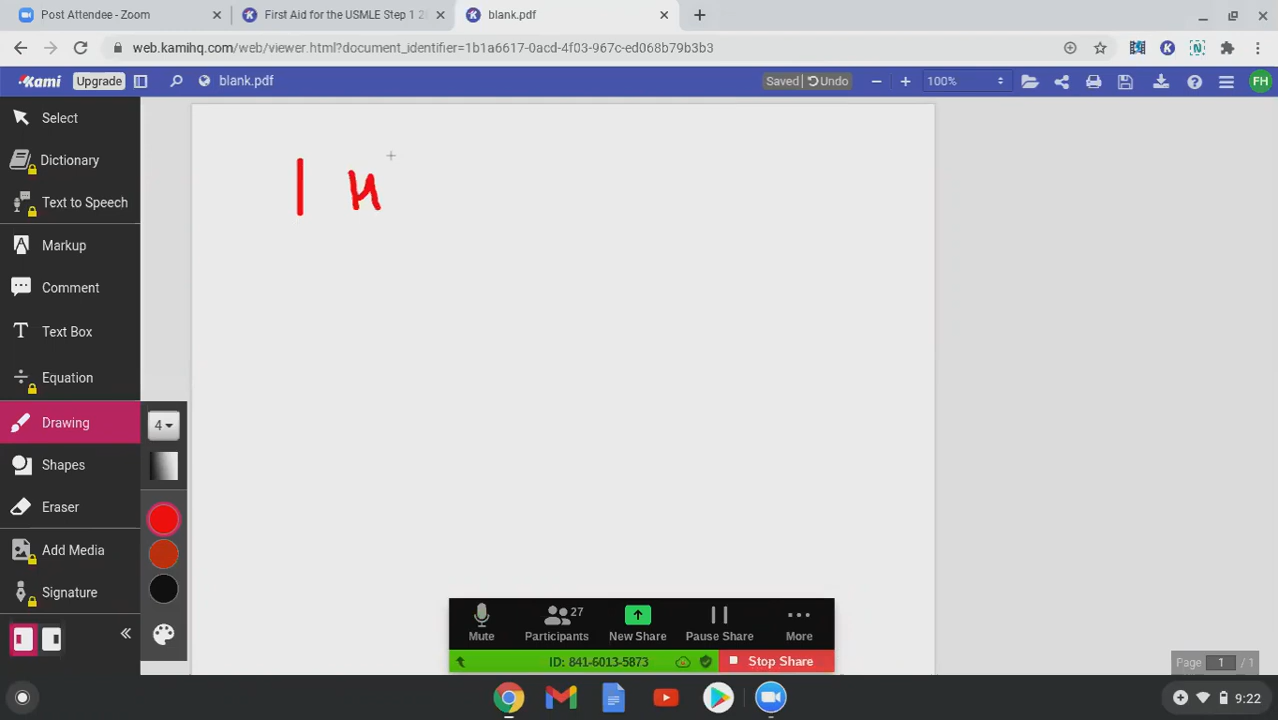 Post Attendee - Zoom
First Aid for the USMLE Step 1 2
blank.pdf
web.kamihq.com/web/viewer.html?document_identifier=1b1a6617-0acd-4f03-967c-ed068b79b3b3
Kami Upgrade blank.pdf Saved Undo 100% FH
Select
Dictionary
Text to Speech
Markup
Comment
Text Box
Equation
Drawing
4
Shapes
Eraser
Add Media
Signature
27
Mute Participants New Share Pause Share More
ID: 841-6013-5873 Stop Share
Page 1 / 1
9:22